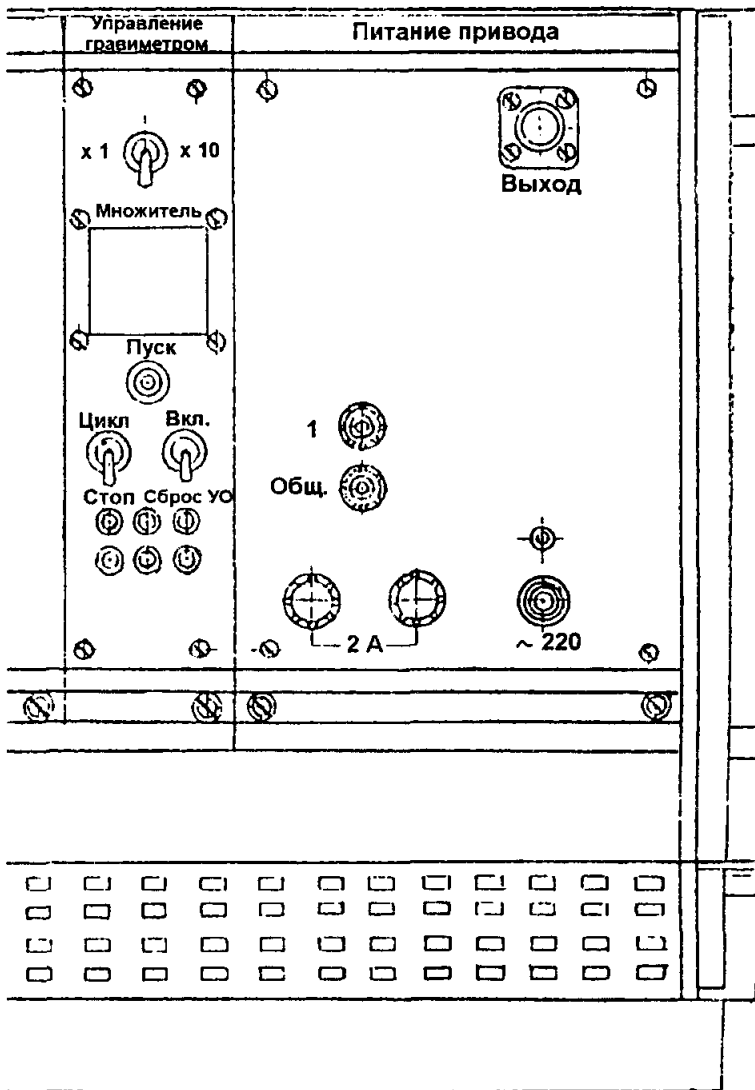 Управление
гравиметром
Питание привода
х 1
х 10
Множитель
Выход
Пуск
Цикл
Вкл.
Стоп Сброс УО
1
Общ.
2 А
~ 220